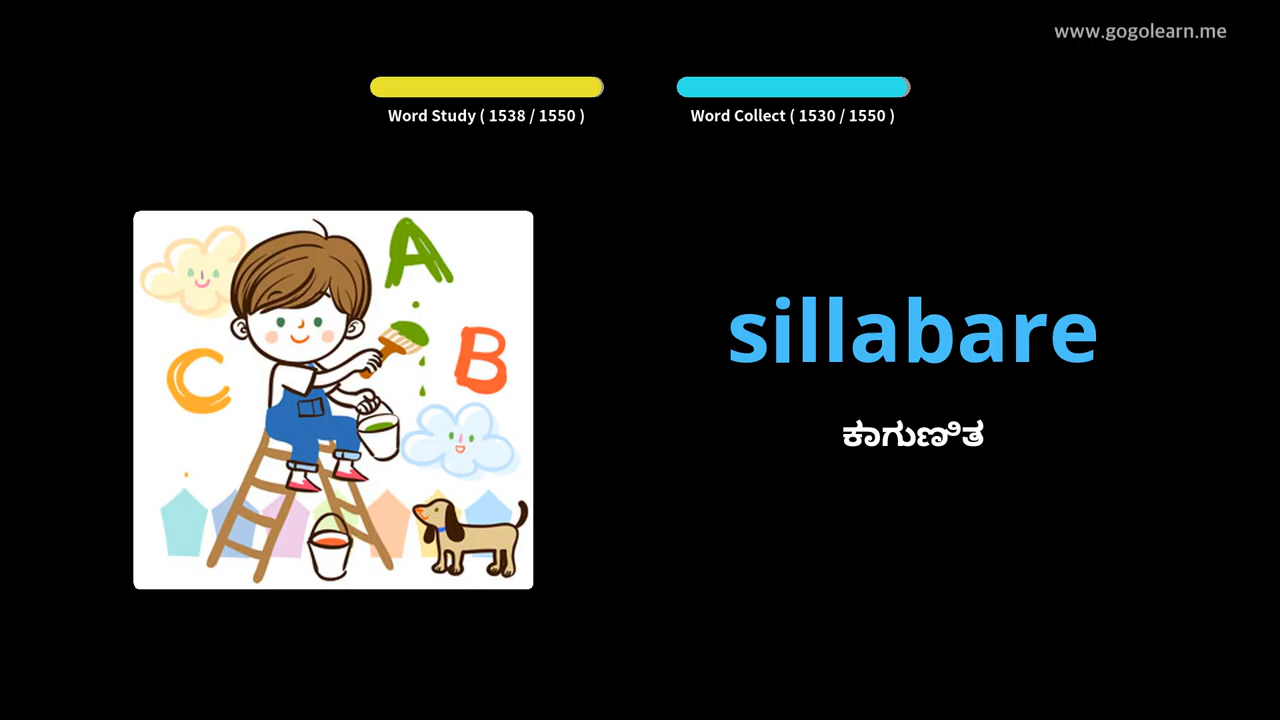 www.gogolearn.me
Word Study ( 1538 / 1550 )
Word Collect ( 1530 / 1550 )
A
B
C
sillabare
ಕಾಗುಣಿತ